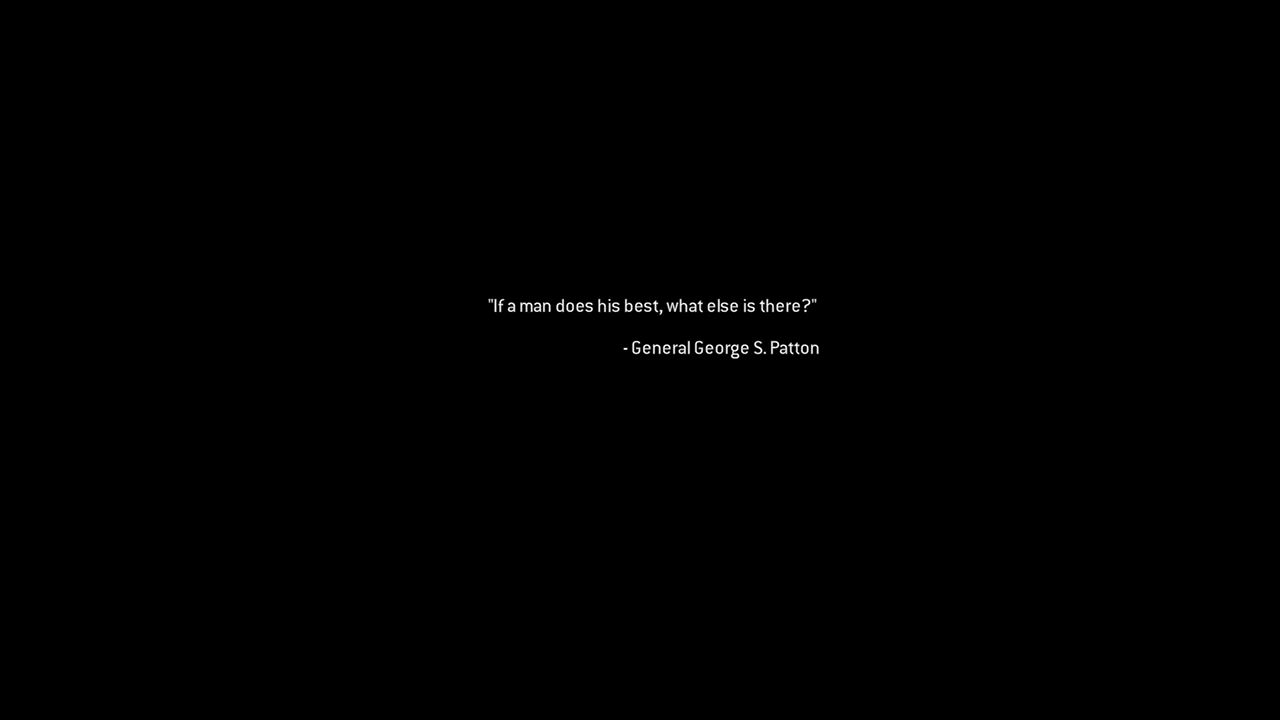 "If a man does his best, what else is there?"
- General George S. Patton